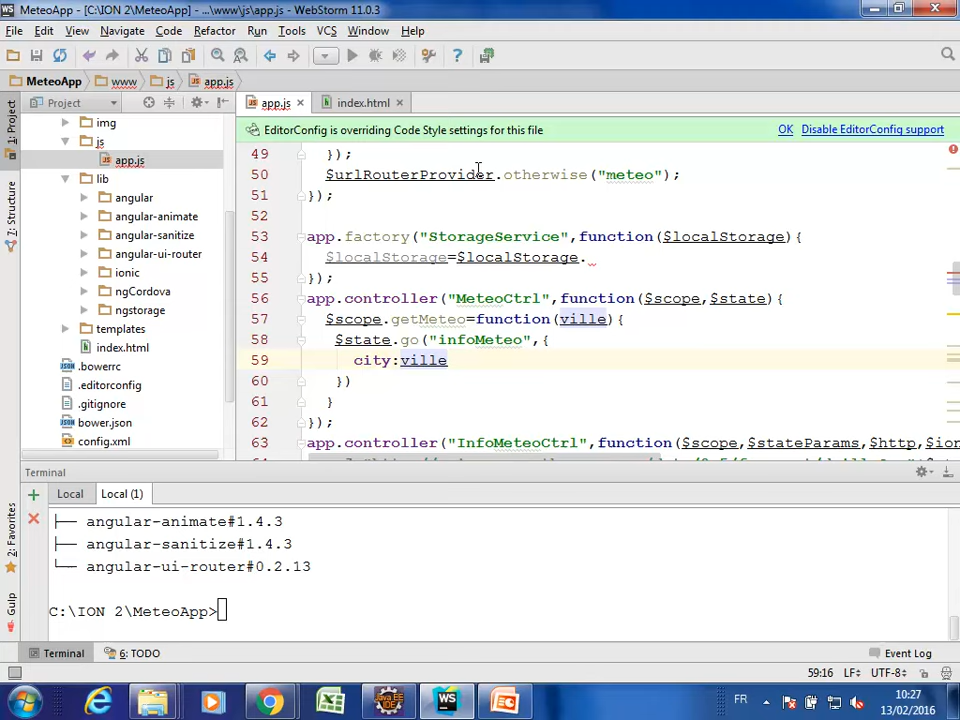 MeteoApp - [C:\ION 2\MeteoApp] - ...\www\js\app.js - WebStorm 11.0.3
File Edit View Navigate Code Refactor Run Tools VCS Window Help
MeteoApp www js app.js
1: Project
Project
app.js index.html
EditorConfig is overriding Code Style settings for this file OK Disable EditorConfig support
img
js
app.js
lib
angular
angular-animate
angular-sanitize
angular-ui-router
ionic
ngCordova
ngstorage
templates
index.html
.bowerrc
.editorconfig
.gitignore
bower.json
config.xml
7: Structure
49 });
50 $urlRouterProvider.otherwise("meteo");
51 });
52
53 app.factory("StorageService",function($localStorage){
54 $localStorage=$localStorage.
55 });
56 app.controller("MeteoCtrl",function($scope,$state){
57 $scope.getMeteo=function(ville){
58 $state.go("infoMeteo",{
59 city:ville
60 })
61 }
62 });
63 app.controller("InfoMeteoCtrl",function($scope,$stateParams,$http,$ion
Terminal
Local Local (1)
├── angular-animate#1.4.3
├── angular-sanitize#1.4.3
└── angular-ui-router#0.2.13
C:\ION 2\MeteoApp>
2: Favorites
Gulp
Terminal 6: TODO Event Log
59:16 LF÷ UTF-8÷
FR 10:27
13/02/2016